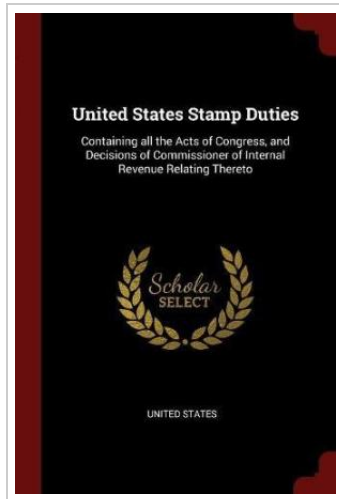 United States Stamp Duties
Containing all the Acts of Congress, and
Decisions of Commissioner of Internal
Revenue Relating Thereto
Scholar
SELECT
UNITED STATES